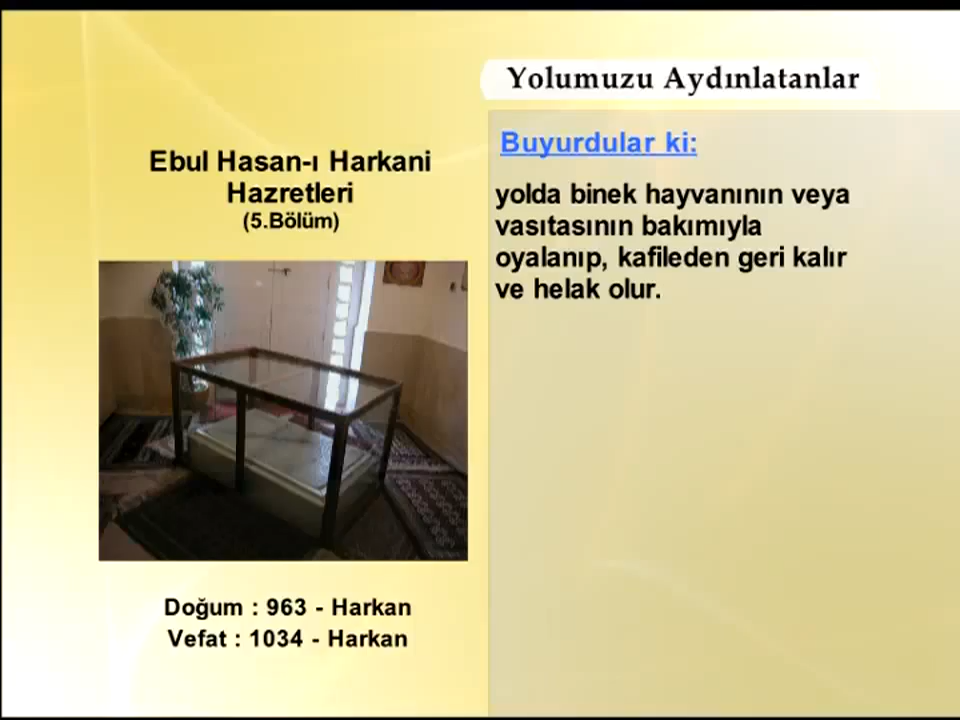 Yolumuzu Aydınlatanlar
Ebul Hasan-ı Harkani
Hazretleri
(5.Bölüm)
Doğum : 963 - Harkan
Vefat : 1034 - Harkan
Buyurdular ki:
yolda binek hayvanının veya
vasıtasının bakımıyla
oyalanıp, kafileden geri kalır
ve helak olur.